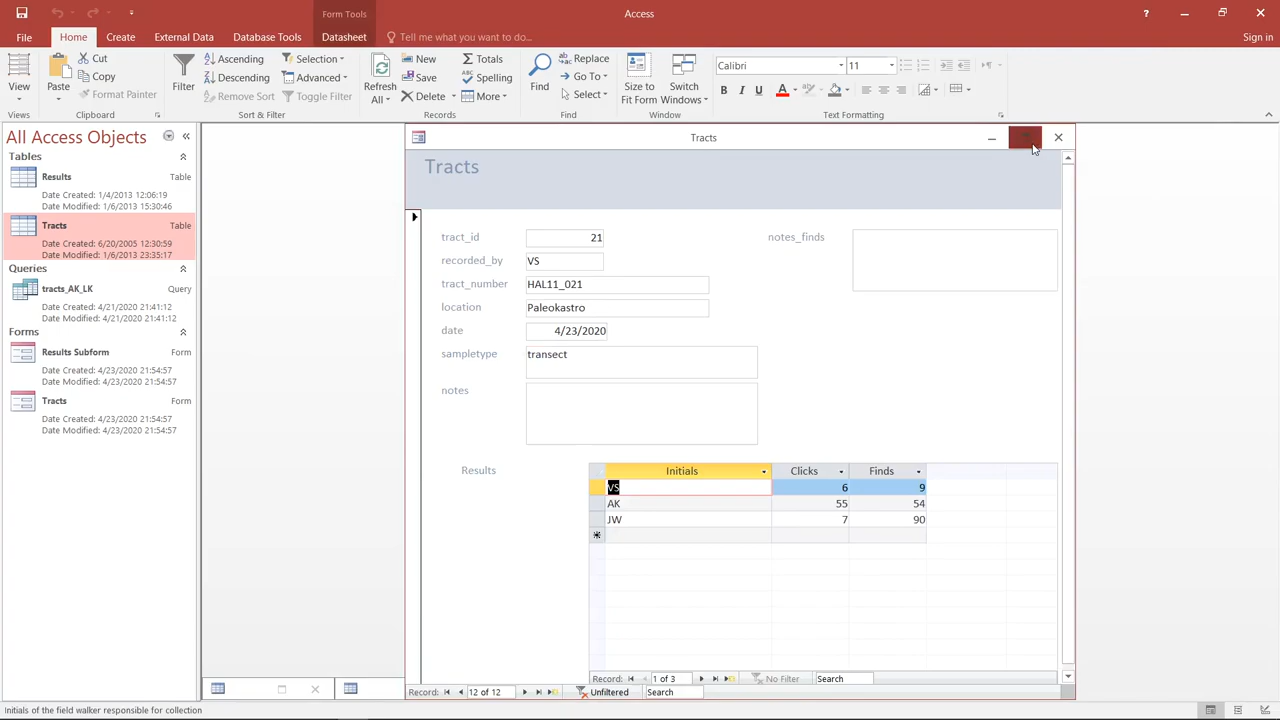 Form Tools
Access
?
File
Home
Create
External Data
Database Tools
Datasheet
Tell me what you want to do...
Sign in
View
Paste
Cut
Copy
Format Painter
Clipboard
Filter
Ascending
Descending
Remove Sort
Selection
Advanced
Toggle Filter
Sort & Filter
Refresh
All
New
Save
Delete
Totals
Spelling
More
Records
Find
Replace
Go To
Select
Find
Size to
Fit Form
Switch
Windows
Window
Calibri
11
B I U
A
Text Formatting
All Access Objects
Tables
Results Table
Date Created: 1/4/2013 12:06:19
Date Modified: 1/6/2013 15:30:46
Tracts Table
Date Created: 6/20/2005 12:30:59
Date Modified: 1/6/2013 23:35:17
Queries
tracts_AK_LK Query
Date Created: 4/21/2020 21:41:12
Date Modified: 4/21/2020 21:41:12
Forms
Results Subform Form
Date Created: 4/23/2020 21:54:57
Date Modified: 4/23/2020 21:54:57
Tracts Form
Date Created: 4/23/2020 21:54:57
Date Modified: 4/23/2020 21:54:57
Tracts
Tracts
tract_id 21
recorded_by VS
tract_number HAL11_021
location Paleokastro
date 4/23/2020
sampletype transect
notes
notes_finds
Results
Initials Clicks Finds
VS 6 9
AK 55 54
JW 7 90
Record: 1 of 3 No Filter Search
Record: 12 of 12 Unfiltered Search
Initials of the field walker responsible for collection